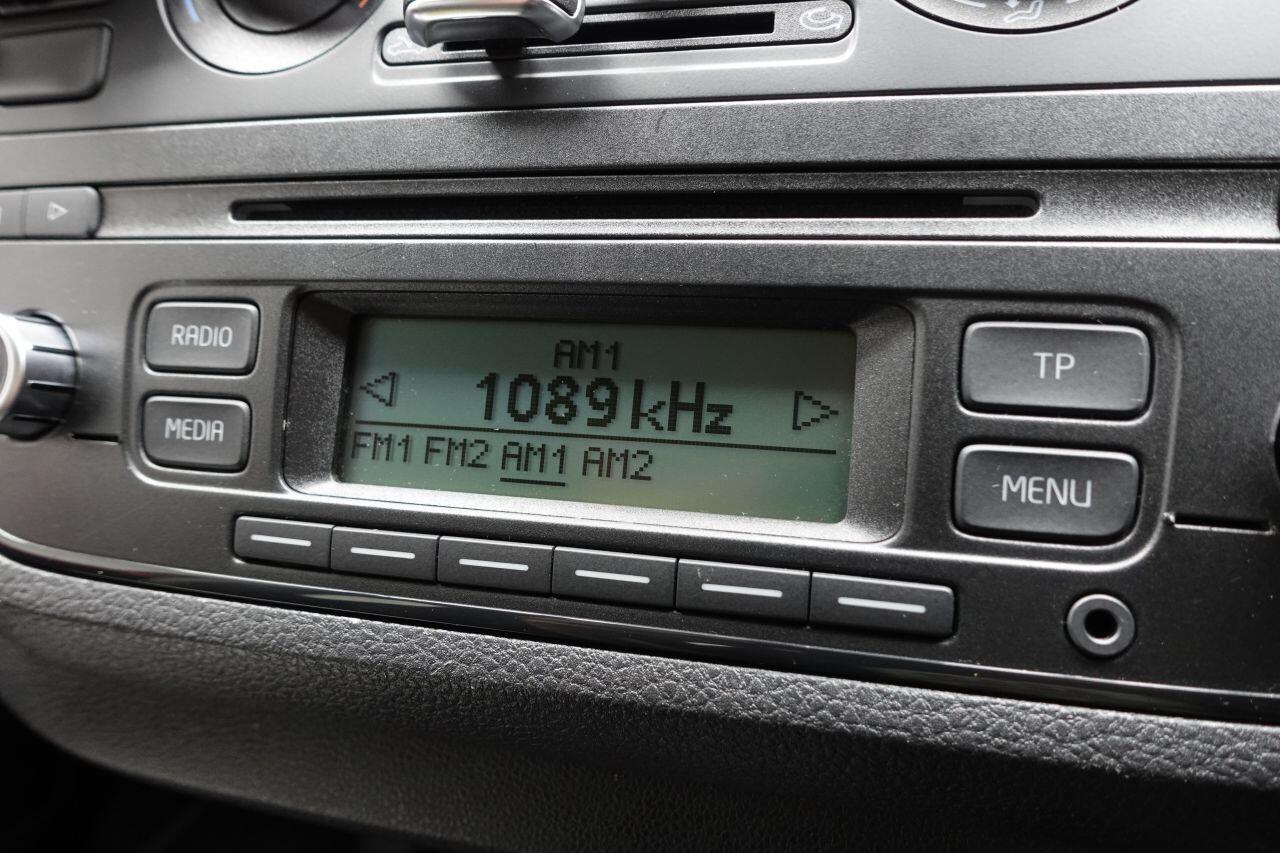 RADIO
MEDIA
AM1
1089 kHz
FM1 FM2 AM1 AM2
TP
MENU